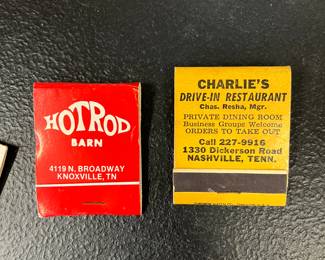 HOTROD
BARN
4119 N. BROADWAY
KNOXVILLE, TN
CHARLIE'S
DRIVE-IN RESTAURANT
Chas. Resha, Mgr.
PRIVATE DINING ROOM
Business Groups Welcome
ORDERS TO TAKE OUT
Call 227-9916
1330 Dickerson Road
NASHVILLE, TENN.